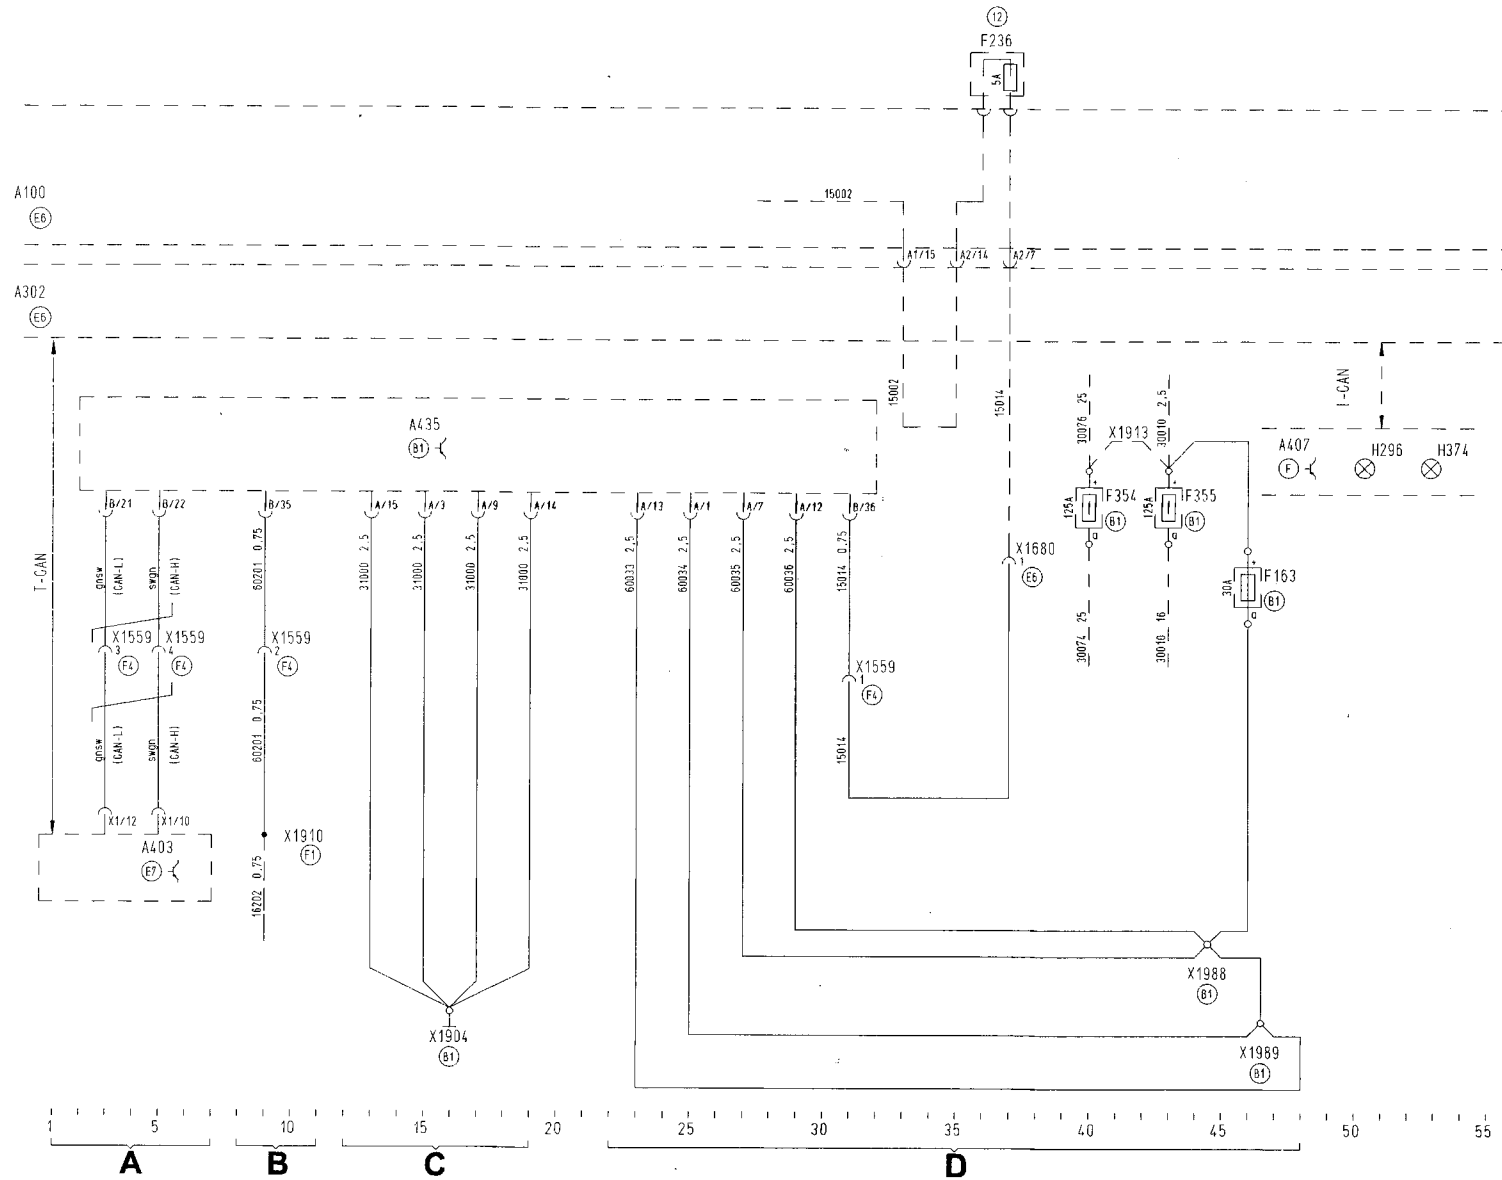 12
F236
5A
A100
E6
15002
A1/15 A2/14 A2/7
A302
E6
T-CAN
A435
B1
15002
15014
30076 25
X1913
30010 2,5
I-CAN
A407
F
H296
H374
B/21 B/22 B/35 A/15 A/3 A/9 A/14 A/13 A/1 A/7 A/12 B/36
125A
F354
B1
125A
F355
B1
gnsw
(CAN-L)
swgn
(CAN-H)
60201 0,75
31000 2,5
31000 2,5
31000 2,5
31000 2,5
60033 2,5
60034 2,5
60035 2,5
60036 2,5
15014 0,75
X1680
1
E6
30A
F163
B1
X1559
3
F4
X1559
4
F4
X1559
2
F4
X1559
1
F4
30074 25
30010 16
gnsw
(CAN-L)
swgn
(CAN-H)
60201 0,75
15014
X1/12 X1/10
A403
E7
X1910
F1
16202 0,75
X1988
B1
X1904
B1
X1989
B1
1 5 10 15 20 25 30 35 40 45 50 55
A B C D